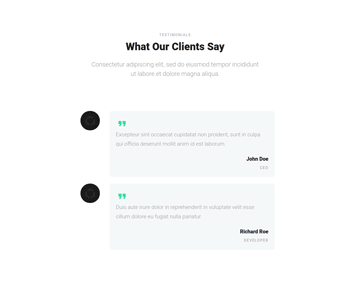 TESTIMONIALS
What Our Clients Say
Consectetur adipiscing elit, sed do eiusmod tempor incididunt
ut labore et dolore magna aliqua.
Excepteur sint occaecat cupidatat non proident, sunt in culpa
qui officia deserunt mollit anim id est laborum.
John Doe
CEO
Duis aute irure dolor in reprehenderit in voluptate velit esse
cillum dolore eu fugiat nulla pariatur.
Richard Roe
DEVELOPER